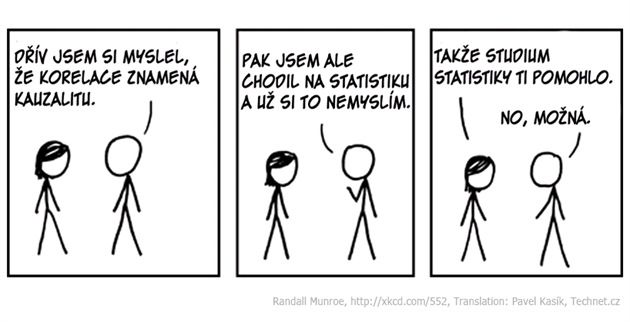 DŘÍV JSEM SI MYSLEL,
ŽE KORELACE ZNAMENÁ
KAUZALITU.
PAK JSEM ALE
CHODIL NA STATISTIKU
A UŽ SI TO NEMYSLÍM.
TAKŽE STUDIUM
STATISTIKY TI POMOHLO.
NO, MOŽNÁ.
Randall Munroe, http://xkcd.com/552, Translation: Pavel Kasík, Technet.cz